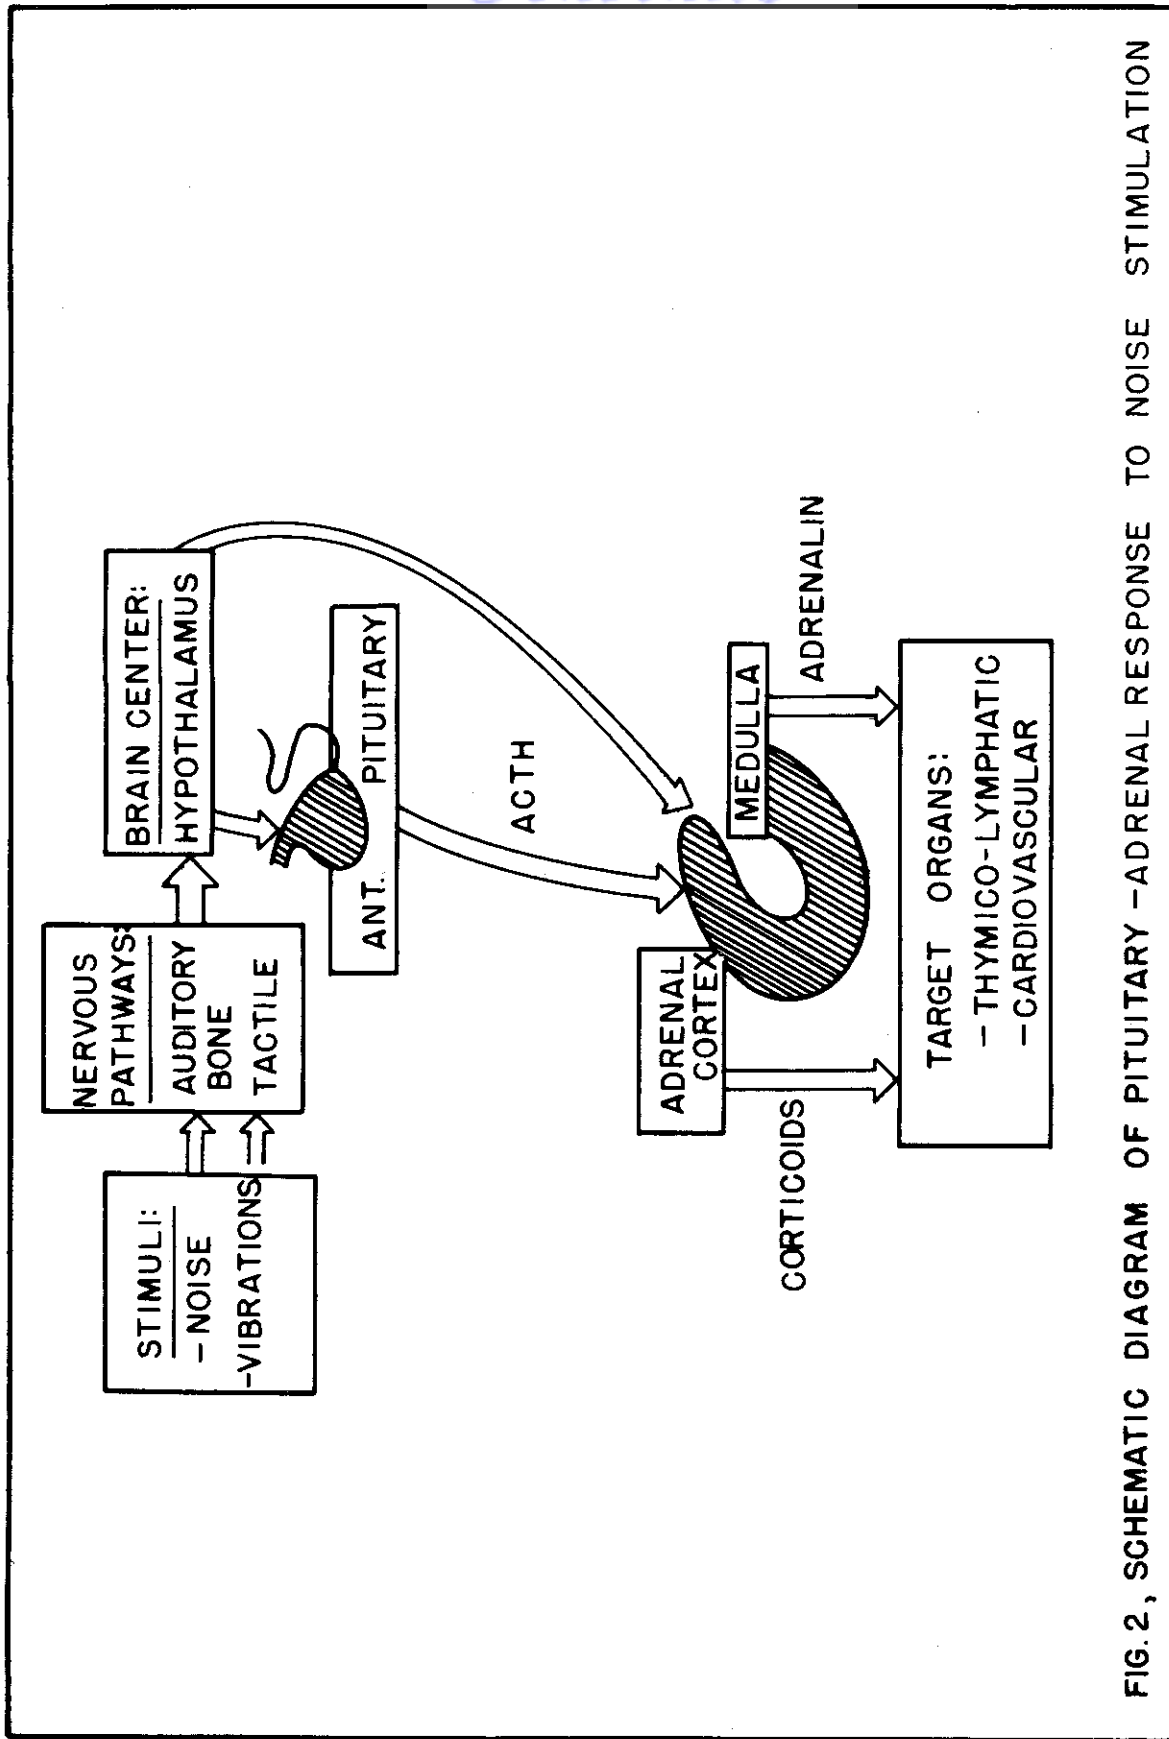 STIMULI:
-NOISE
-VIBRATIONS
NERVOUS
PATHWAYS:
AUDITORY
BONE
TACTILE
BRAIN CENTER:
HYPOTHALAMUS
ANT. PITUITARY
ACTH
ADRENAL
CORTEX
MEDULLA
CORTICOIDS
ADRENALIN
TARGET ORGANS:
-THYMICO-LYMPHATIC
-CARDIOVASCULAR
FIG.2, SCHEMATIC DIAGRAM OF PITUITARY-ADRENAL RESPONSE TO NOISE STIMULATION